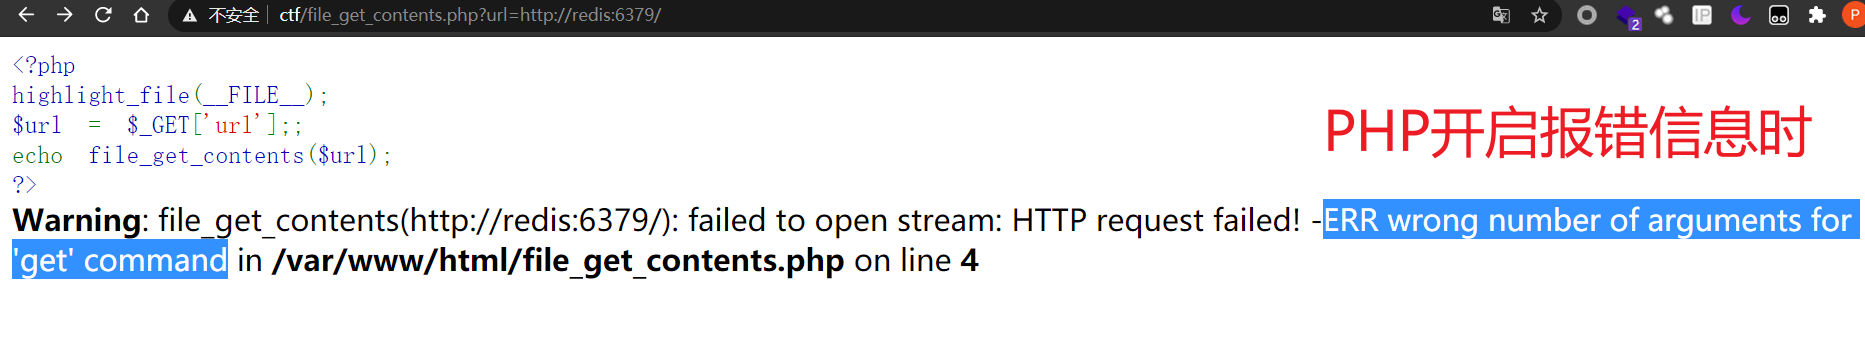 不安全 | ctf/file_get_contents.php?url=http://redis:6379/
2
IP
P
<?php
highlight_file(__FILE__);
$url = $_GET['url'];;
echo file_get_contents($url);
?>
PHP开启报错信息时
Warning: file_get_contents(http://redis:6379/): failed to open stream: HTTP request failed! -ERR wrong number of arguments for
'get' command in /var/www/html/file_get_contents.php on line 4